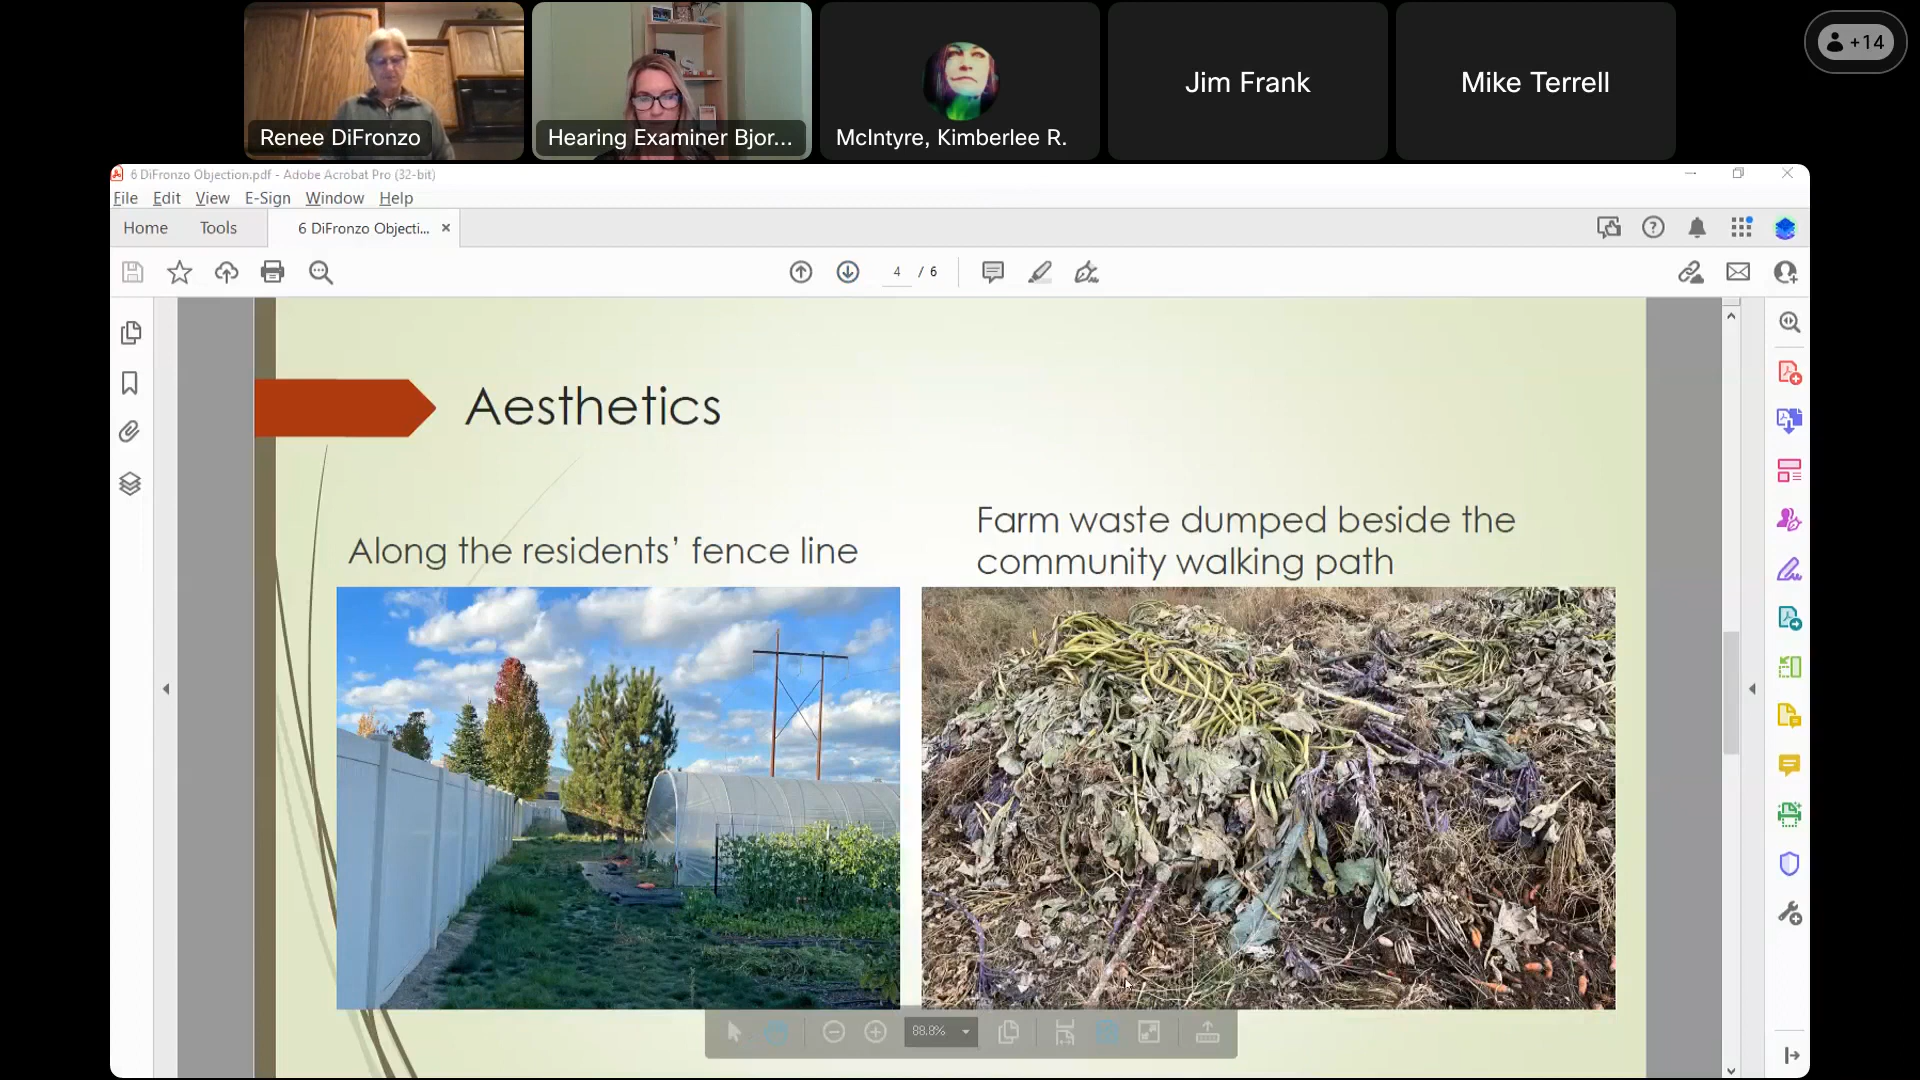 Renee DiFronzo
Hearing Examiner Bjor...
McIntyre, Kimberlee R.
Jim Frank
Mike Terrell
+14
6 DiFronzo Objection.pdf - Adobe Acrobat Pro (32-bit)
File Edit View E-Sign Window Help
Home Tools 6 DiFronzo Objecti...
4 / 6
Aesthetics
Along the residents’ fence line
Farm waste dumped beside the
community walking path
88.8%